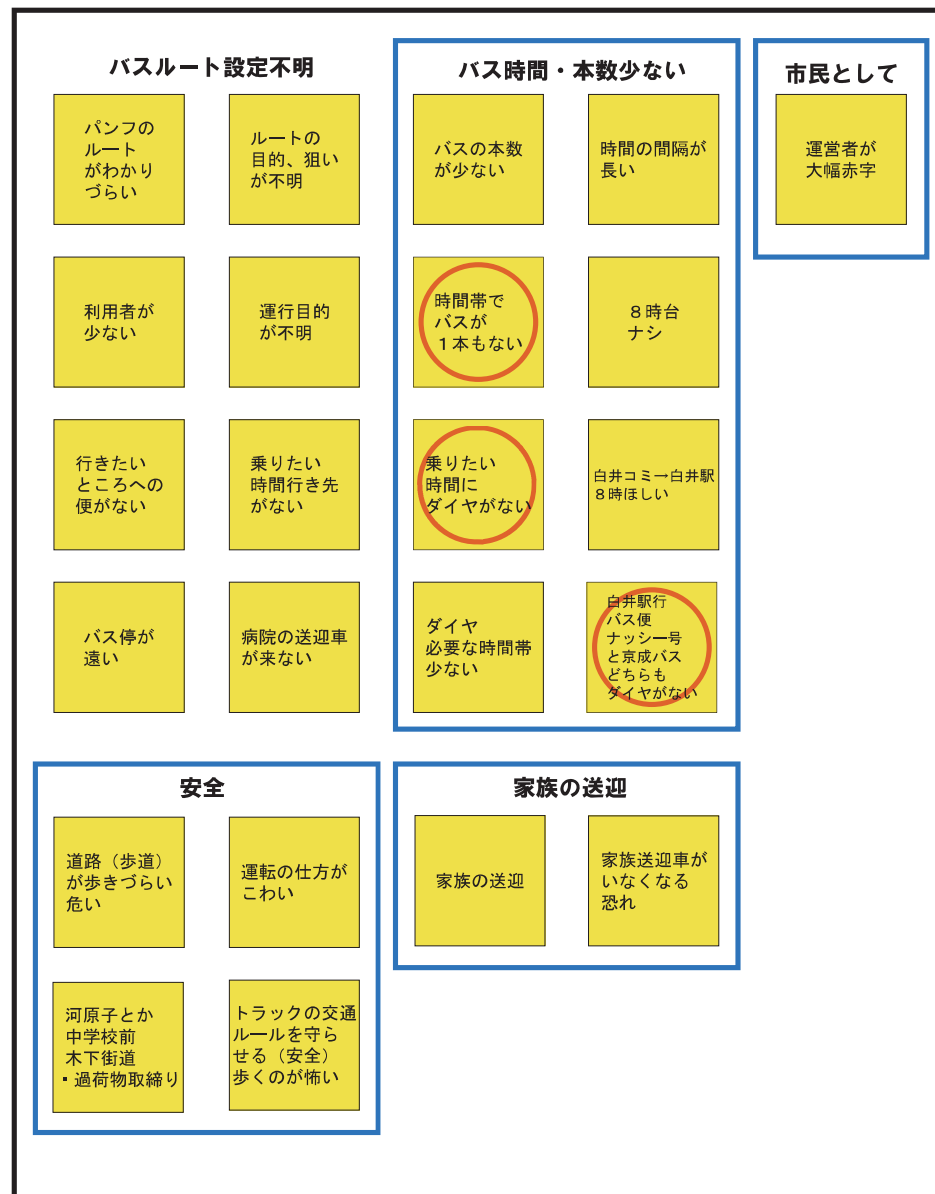 バスルート設定不明
パンフの
ルート
がわかり
づらい
ルートの
目的、狙い
が不明
利用者が
少ない
運行目的
が不明
行きたい
ところへの
便がない
乗りたい
時間行き先
がない
バス停が
遠い
病院の送迎車
が来ない
バス時間・本数少ない
バスの本数
が少ない
時間の間隔が
長い
時間帯で
バスが
1本もない
8時台
ナシ
乗りたい
時間に
ダイヤがない
白井コミ→白井駅
8時ほしい
ダイヤ
必要な時間帯
少ない
白井駅行
バス便
ナッシー号
と京成バス
どちらも
ダイヤがない
市民として
運営者が
大幅赤字
安全
道路（歩道）
が歩きづらい
危い
運転の仕方が
こわい
河原子とか
中学校前
木下街道
・過荷物取締り
トラックの交通
ルールを守ら
せる（安全）
歩くのが怖い
家族の送迎
家族の送迎
家族送迎車が
いなくなる
恐れ